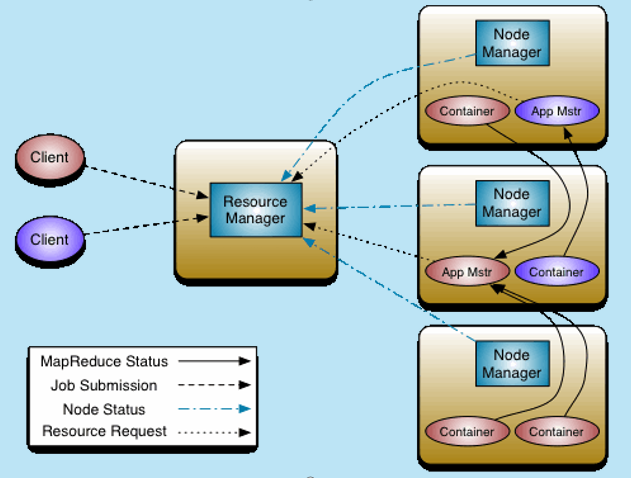 Node
Manager
Container
App Mstr
Client
Resource
Manager
Node
Manager
Client
App Mstr
Container
Node
Manager
MapReduce Status
Job Submission
Node Status
Resource Request
Container
Container